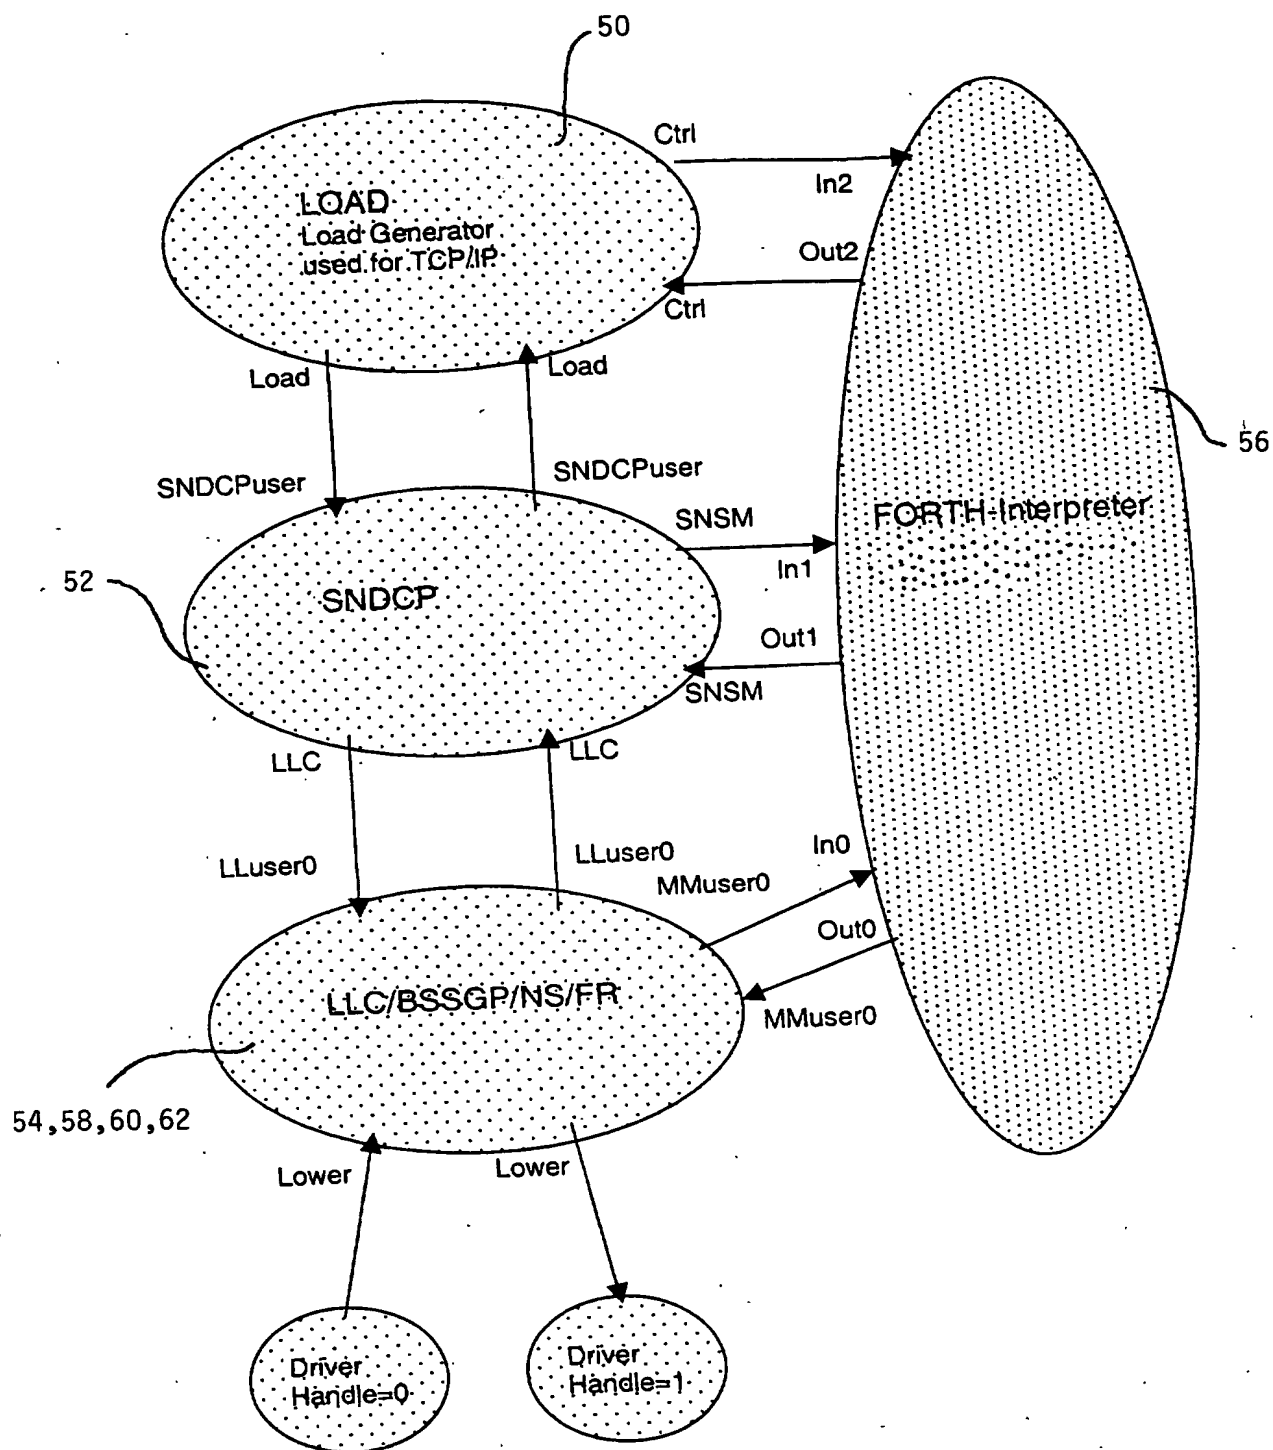 50
Ctrl
In2
LOAD
Load Generator
used for TCP/IP
Out2
Ctrl
Load
Load
56
SNDCPuser
SNDCPuser
SNSM
FORTH-Interpreter
In1
52
SNDCP
Out1
SNSM
LLC
LLC
LLuser0
LLuser0
In0
MMuser0
Out0
LLC/BSSGP/NS/FR
MMuser0
54,58,60,62
Lower
Lower
Driver
Handle=0
Driver
Handle=1